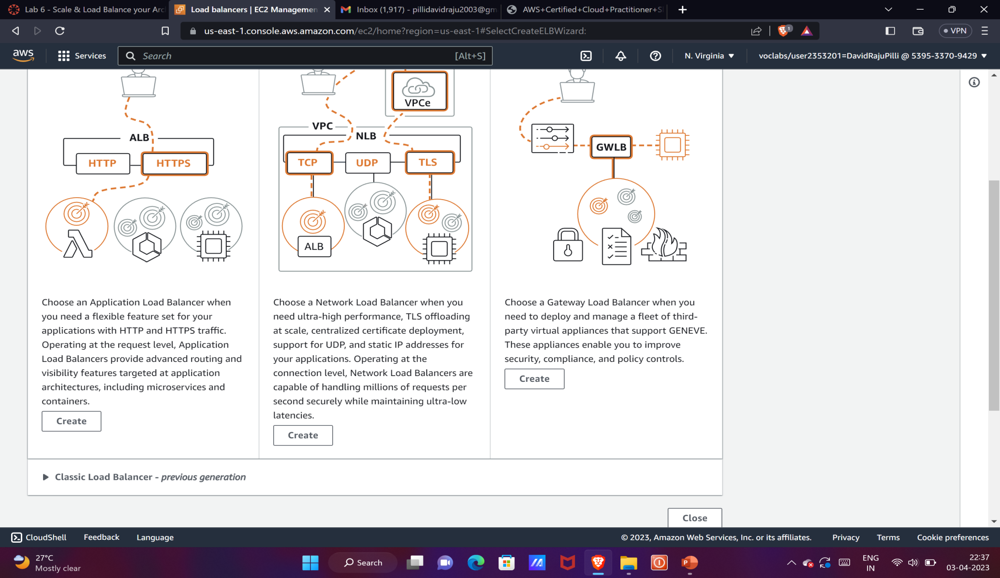 Lab 6 - Scale & Load Balance your Arc
Load balancers | EC2 Managemen
Inbox (1,917) - pillidavidraju2003@gm
AWS+Certified+Cloud+Practitioner+S
us-east-1.console.aws.amazon.com/ec2/home?region=us-east-1#SelectCreateELBWizard:
1
VPN
aws
Services
Search
[Alt+S]
N. Virginia
voclabs/user2353201=DavidRajuPilli @ 5395-3370-9429
VPCe
VPC
ALB
NLB
GWLB
HTTP
HTTPS
TCP
UDP
TLS
ALB
Choose an Application Load Balancer when
you need a flexible feature set for your
applications with HTTP and HTTPS traffic.
Operating at the request level, Application
Load Balancers provide advanced routing and
visibility features targeted at application
architectures, including microservices and
containers.
Create
Choose a Network Load Balancer when you
need ultra-high performance, TLS offloading
at scale, centralized certificate deployment,
support for UDP, and static IP addresses for
your applications. Operating at the
connection level, Network Load Balancers are
capable of handling millions of requests per
second securely while maintaining ultra-low
latencies.
Create
Choose a Gateway Load Balancer when you
need to deploy and manage a fleet of third-
party virtual appliances that support GENEVE.
These appliances enable you to improve
security, compliance, and policy controls.
Create
Classic Load Balancer - previous generation
Close
CloudShell
Feedback
Language
© 2023, Amazon Web Services, Inc. or its affiliates.
Privacy
Terms
Cookie preferences
27°C
Mostly clear
Search
P
ENG
IN
22:37
03-04-2023